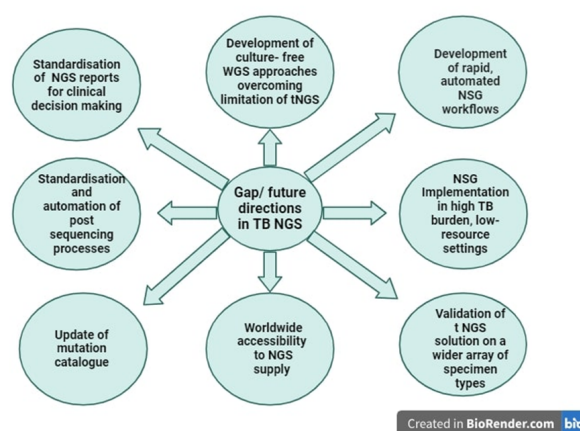 Standardisation
of NGS reports
for clinical
decision making
Development of
culture- free
WGS approaches
overcoming
limitation of tNGS
Development
of rapid,
automated
NSG
workflows
Standardisation
and
automation of
post
sequencing
processes
Gap/ future
directions
in TB NGS
NSG
Implementation
in high TB
burden, low-
resource
settings
Update of
mutation
catalogue
Worldwide
accessibility
to NGS
supply
Validation of
t NGS
solution on a
wider array of
specimen
types
Created in BioRender.com